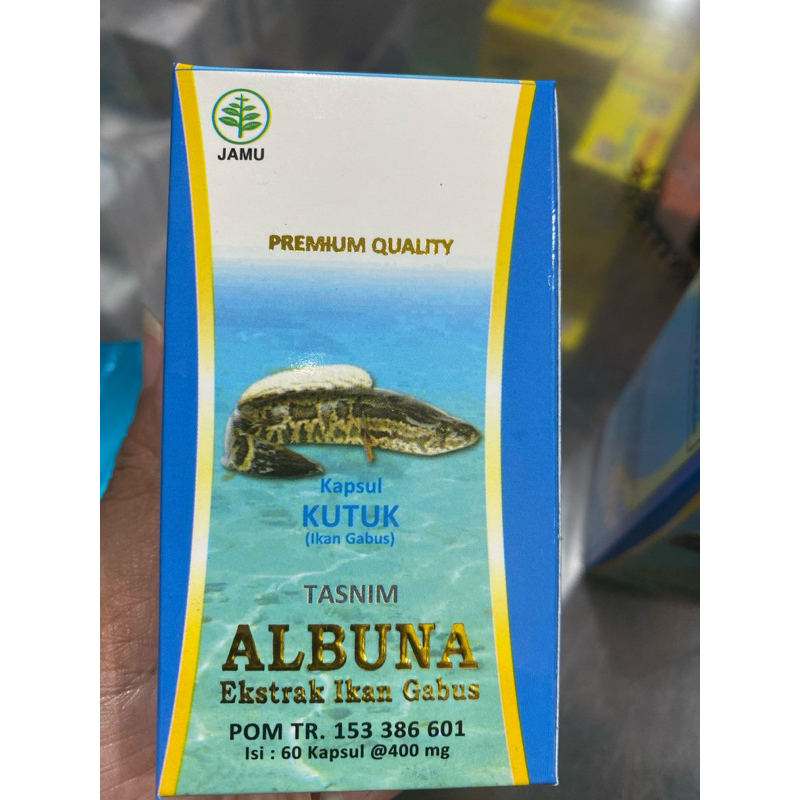 JAMU
PREMIUM QUALITY
Kapsul
KUTUK
(Ikan Gabus)
TASNIM
ALBUNA
Ekstrak Ikan Gabus
POM TR. 153 386 601
Isi : 60 Kapsul @400 mg